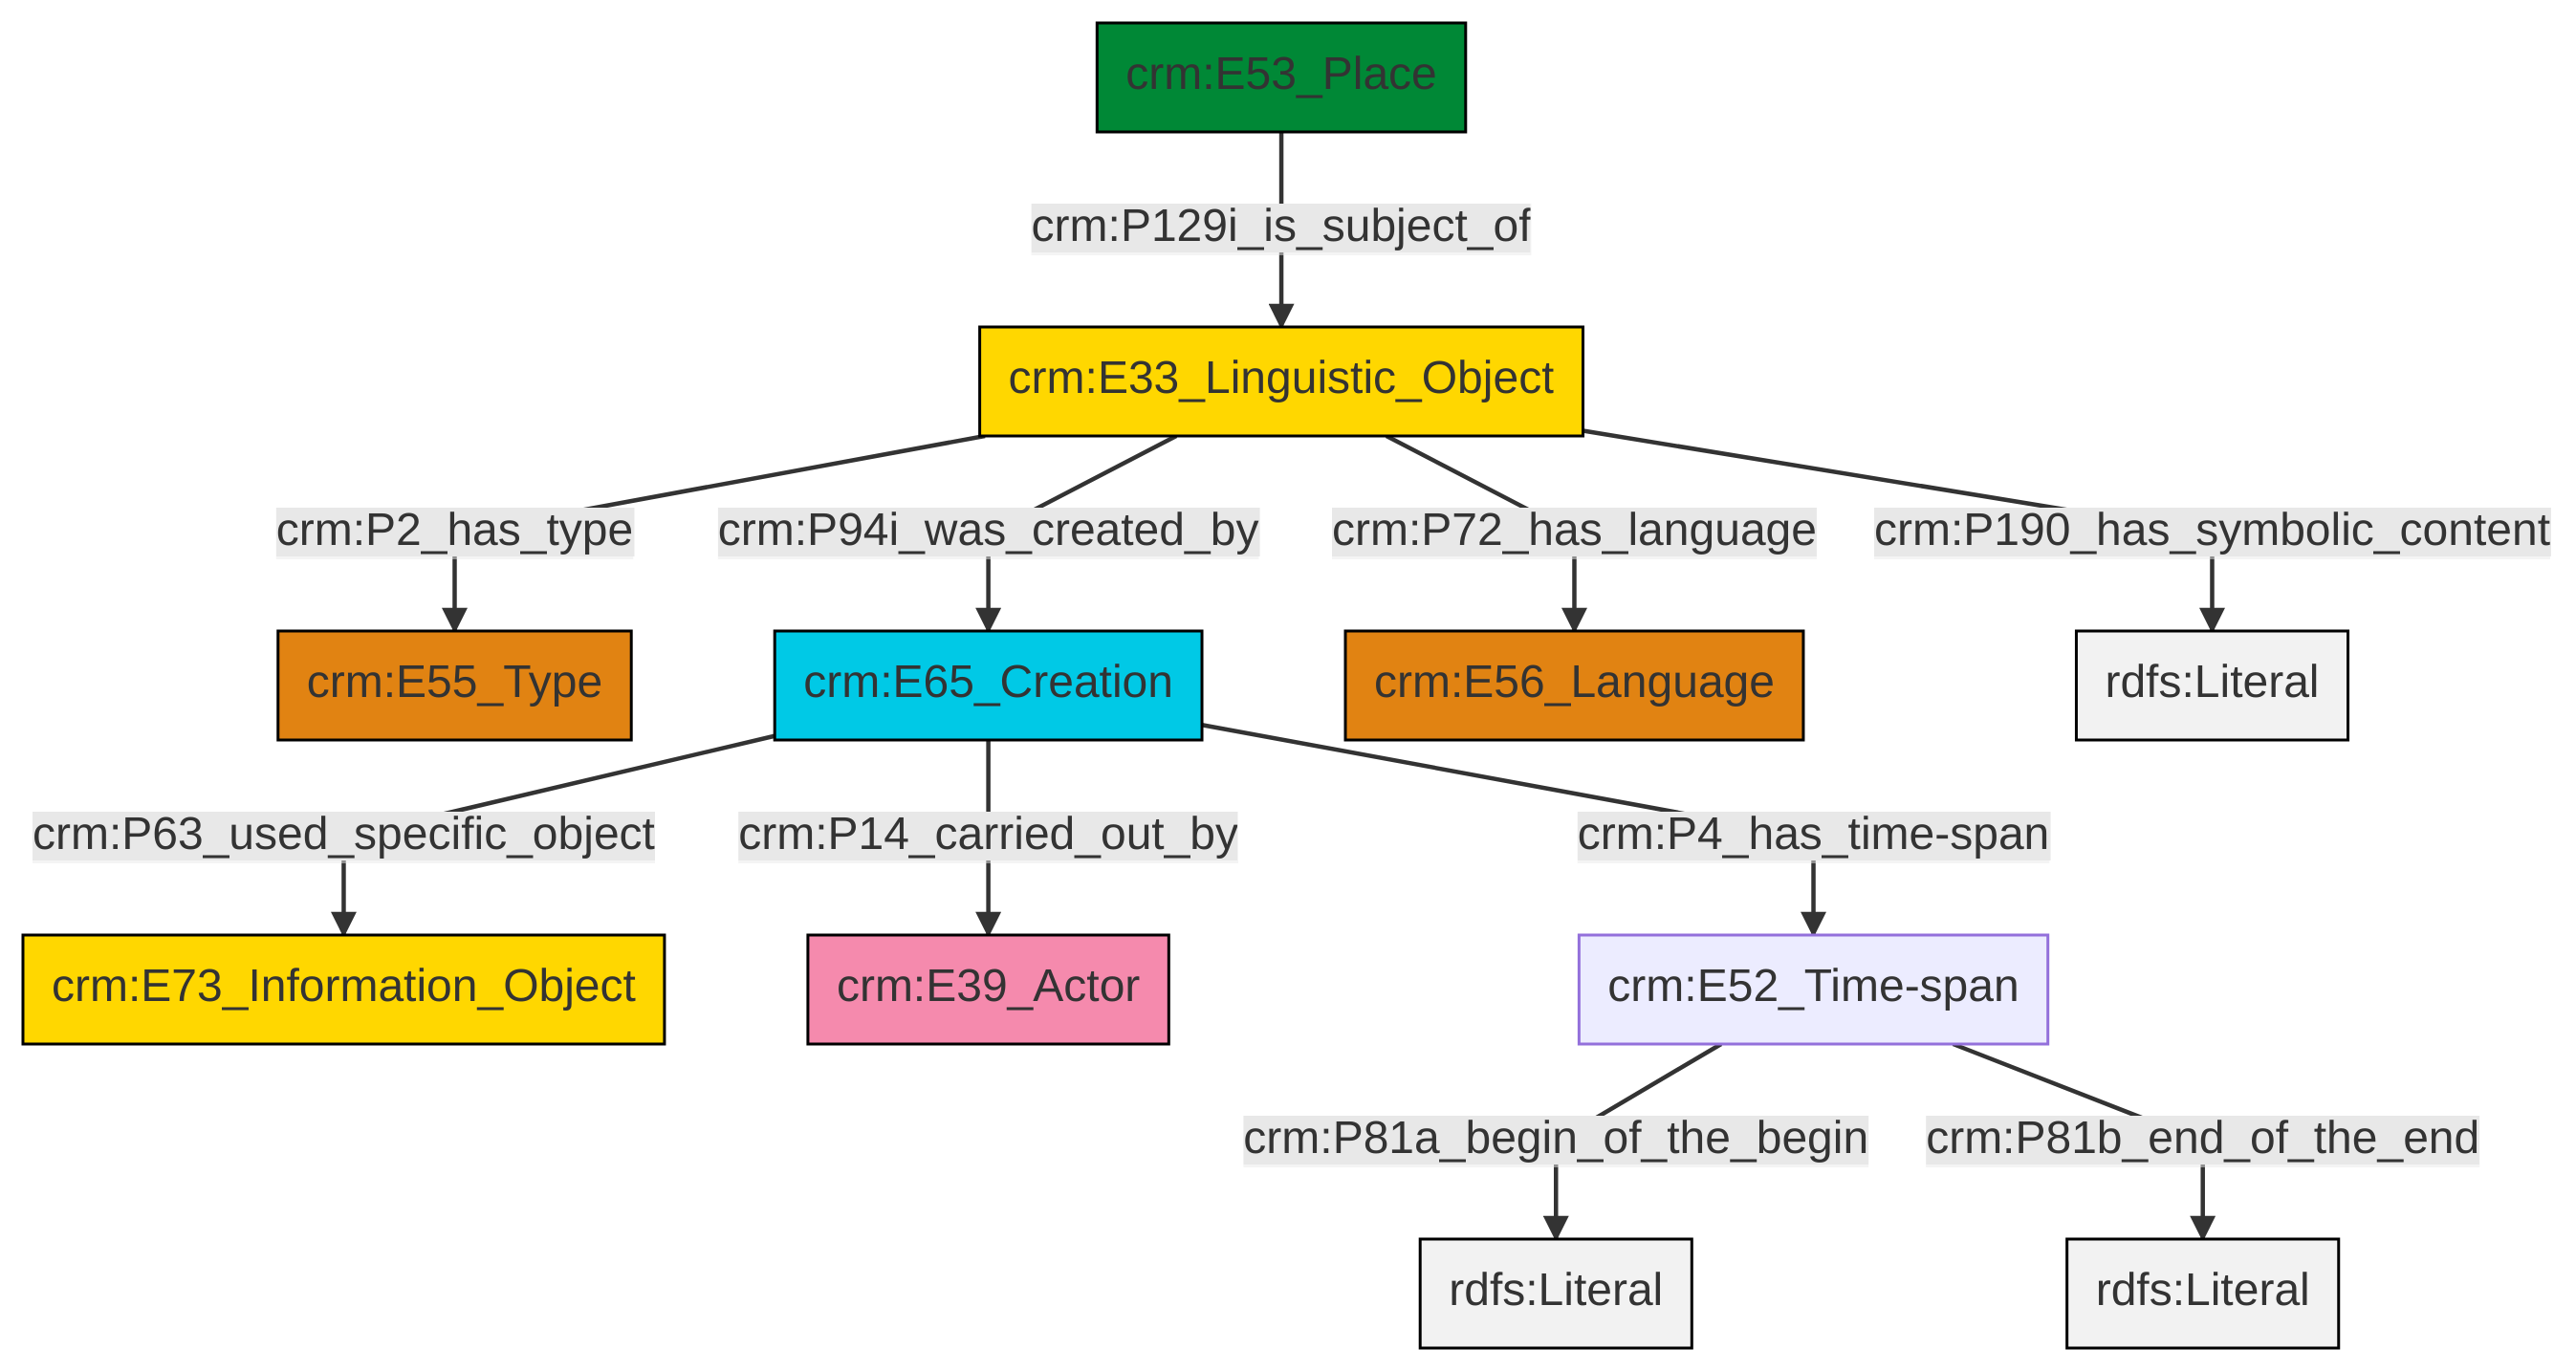 crm:E53_Place
crm:P129i_is_subject_of
crm:E33_Linguistic_Object
crm:P2_has_type
crm:P94i_was_created_by
crm:P72_has_language
crm:P190_has_symbolic_content
crm:E55_Type
crm:E65_Creation
crm:E56_Language
rdfs:Literal
crm:P63_used_specific_object
crm:P14_carried_out_by
crm:P4_has_time-span
crm:E73_Information_Object
crm:E39_Actor
crm:E52_Time-span
crm:P81a_begin_of_the_begin
crm:P81b_end_of_the_end
rdfs:Literal
rdfs:Literal